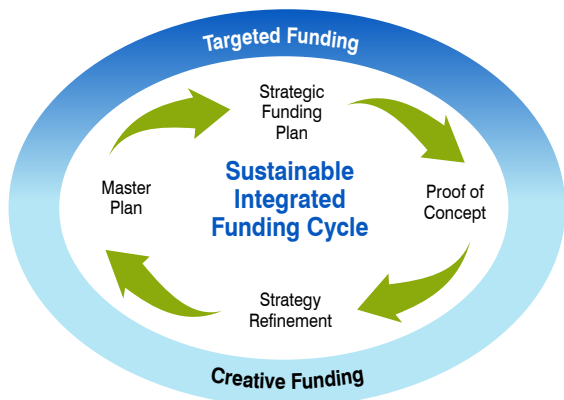 Targeted Funding
Strategic
Funding
Plan
Sustainable
Integrated
Funding Cycle
Master
Plan
Proof of
Concept
Strategy
Refinement
Creative Funding